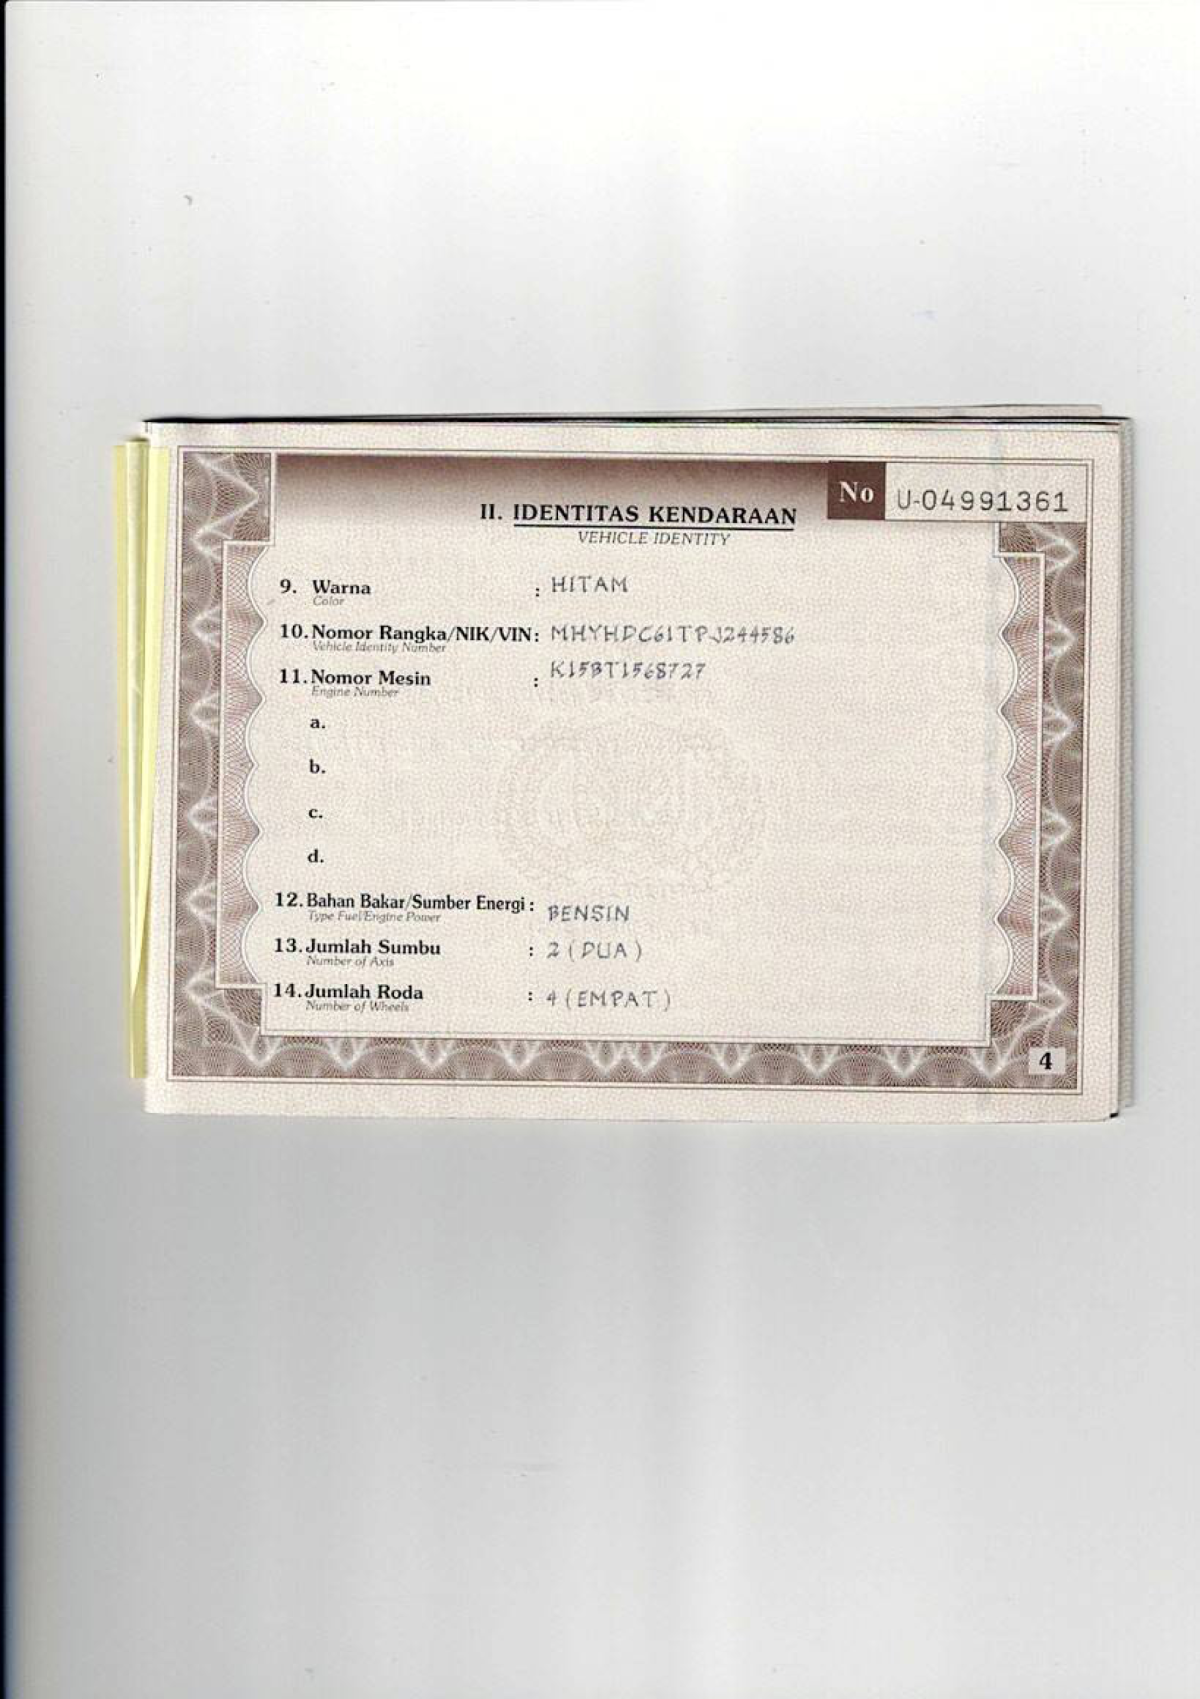 No U-04991361
II. IDENTITAS KENDARAAN
VEHICLE IDENTITY
9. Warna : HITAM
Color
10. Nomor Rangka/NIK/VIN: MHYHDC61TPJ244586
Vehicle Identity Number
11. Nomor Mesin : K15BT1568727
Engine Number
a.
b.
c.
d.
12. Bahan Bakar/Sumber Energi : BENSIN
Type Fuel/Engine Power
13. Jumlah Sumbu : 2 (DUA)
Number of Axis
14. Jumlah Roda : 4 (EMPAT)
Number of Wheels
4